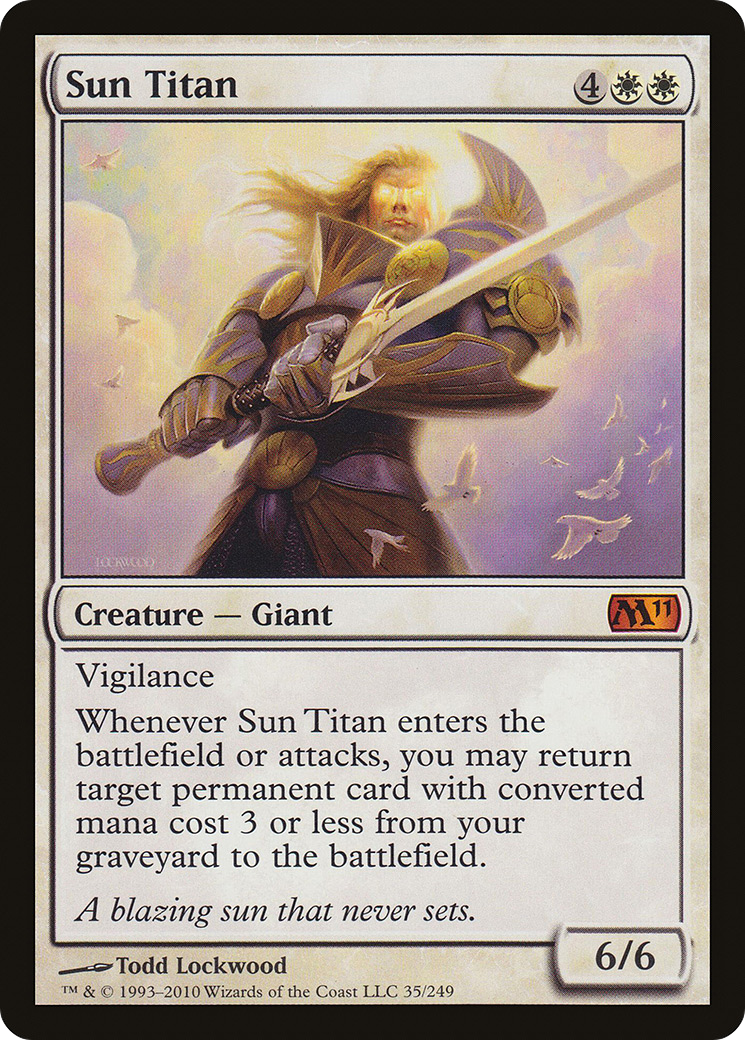 Sun Titan 4
LOCKWOOD
Creature — Giant M11
Vigilance
Whenever Sun Titan enters the
battlefield or attacks, you may return
target permanent card with converted
mana cost 3 or less from your
graveyard to the battlefield.
A blazing sun that never sets.
6/6
Todd Lockwood
™ & © 1993–2010 Wizards of the Coast LLC 35/249